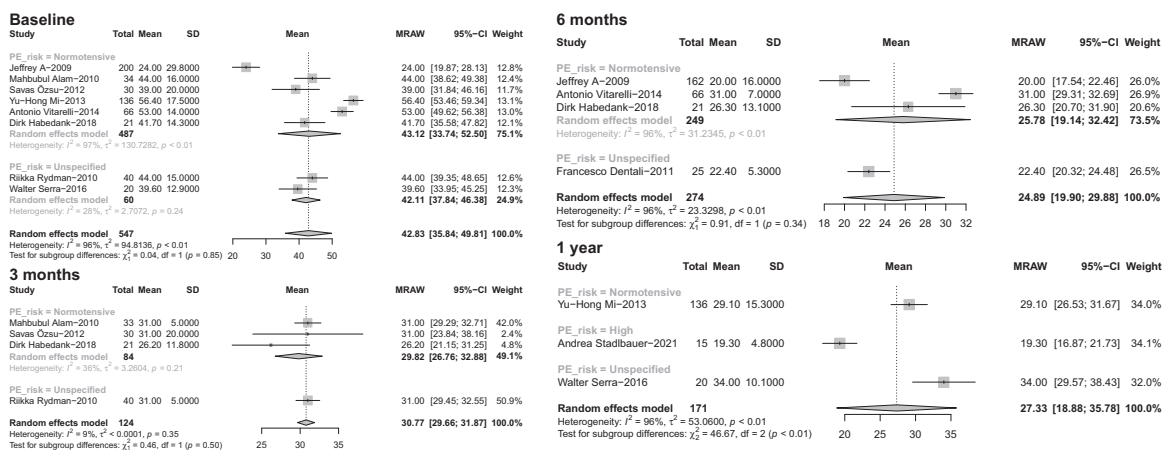 Baseline
Study Total Mean SD Mean MRAW 95%−CI Weight
PE_risk = Normotensive
Jeffrey A−2009 200 24.00 29.8000 24.00 [19.87; 28.13] 12.8%
Mahbubul Alam−2010 34 44.00 16.0000 44.00 [38.62; 49.38] 12.4%
Savas Özsu−2012 30 39.00 20.0000 39.00 [31.84; 46.16] 11.7%
Yu−Hong Mi−2013 136 56.40 17.5000 56.40 [53.46; 59.34] 13.1%
Antonio Vitarelli−2014 66 53.00 14.0000 53.00 [49.62; 56.38] 13.0%
Dirk Habedank−2018 21 41.70 14.3000 41.70 [35.58; 47.82] 12.1%
Random effects model 487 43.12 [33.74; 52.50] 75.1%
Heterogeneity: I² = 97%, τ² = 130.7282, p < 0.01
PE_risk = Unspecified
Riikka Rydman−2010 40 44.00 15.0000 44.00 [39.35; 48.65] 12.6%
Walter Serra−2016 20 39.60 12.9000 39.60 [33.95; 45.25] 12.3%
Random effects model 60 42.11 [37.84; 46.38] 24.9%
Heterogeneity: I² = 28%, τ² = 2.7072, p = 0.24
Random effects model 547 42.83 [35.84; 49.81] 100.0%
Heterogeneity: I² = 96%, τ² = 94.8136, p < 0.01
Test for subgroup differences: χ²₁ = 0.04, df = 1 (p = 0.85) 20 30 40 50
3 months
Study Total Mean SD Mean MRAW 95%−CI Weight
PE_risk = Normotensive
Mahbubul Alam−2010 33 31.00 5.0000 31.00 [29.29; 32.71] 42.0%
Savas Özsu−2012 30 31.00 20.0000 31.00 [23.84; 38.16] 2.4%
Dirk Habedank−2018 21 26.20 11.8000 26.20 [21.15; 31.25] 4.8%
Random effects model 84 29.82 [26.76; 32.88] 49.1%
Heterogeneity: I² = 36%, τ² = 3.2604, p = 0.21
PE_risk = Unspecified
Riikka Rydman−2010 40 31.00 5.0000 31.00 [29.45; 32.55] 50.9%
Random effects model 124 30.77 [29.66; 31.87] 100.0%
Heterogeneity: I² = 9%, τ² < 0.0001, p = 0.35
Test for subgroup differences: χ²₁ = 0.46, df = 1 (p = 0.50) 25 30 35
6 months
Study Total Mean SD Mean MRAW 95%−CI Weight
PE_risk = Normotensive
Jeffrey A−2009 162 20.00 16.0000 20.00 [17.54; 22.46] 26.0%
Antonio Vitarelli−2014 66 31.00 7.0000 31.00 [29.31; 32.69] 26.9%
Dirk Habedank−2018 21 26.30 13.1000 26.30 [20.70; 31.90] 20.6%
Random effects model 249 25.78 [19.14; 32.42] 73.5%
Heterogeneity: I² = 96%, τ² = 31.2345, p < 0.01
PE_risk = Unspecified
Francesco Dentali−2011 25 22.40 5.3000 22.40 [20.32; 24.48] 26.5%
Random effects model 274 24.89 [19.90; 29.88] 100.0%
Heterogeneity: I² = 96%, τ² = 23.3298, p < 0.01
Test for subgroup differences: χ²₁ = 0.91, df = 1 (p = 0.34) 18 20 22 24 26 28 30 32
1 year
Study Total Mean SD Mean MRAW 95%−CI Weight
PE_risk = Normotensive
Yu−Hong Mi−2013 136 29.10 15.3000 29.10 [26.53; 31.67] 34.0%
PE_risk = High
Andrea Stadlbauer−2021 15 19.30 4.8000 19.30 [16.87; 21.73] 34.1%
PE_risk = Unspecified
Walter Serra−2016 20 34.00 10.1000 34.00 [29.57; 38.43] 32.0%
Random effects model 171 27.33 [18.88; 35.78] 100.0%
Heterogeneity: I² = 96%, τ² = 53.0600, p < 0.01
Test for subgroup differences: χ²₂ = 46.67, df = 2 (p < 0.01) 20 25 30 35